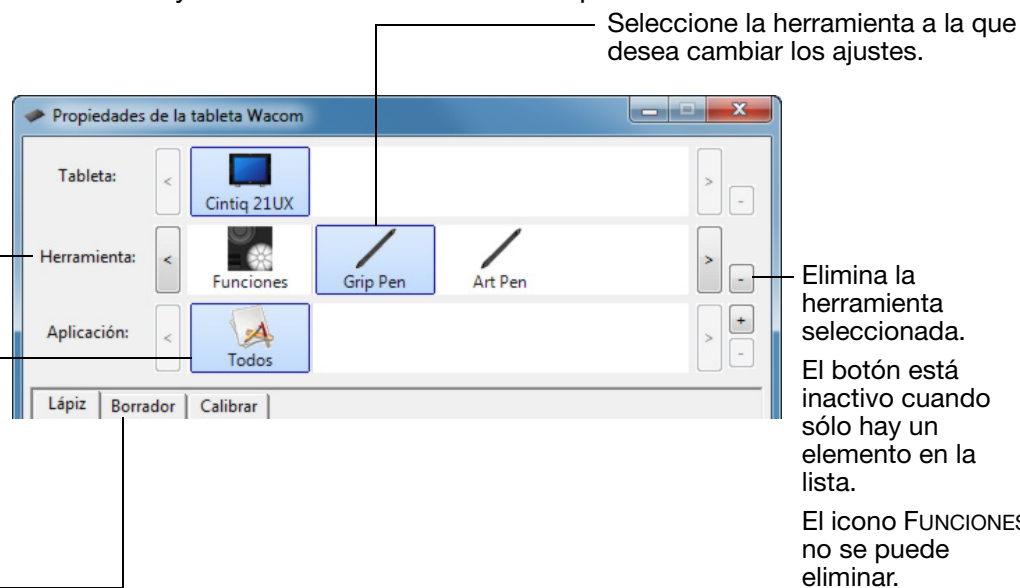 Seleccione la herramienta a la que
desea cambiar los ajustes.
Propiedades de la tableta Wacom
Tableta:
<
Cintiq 21UX
>
-
Herramienta:
<
Funciones
Grip Pen
Art Pen
>
-
Aplicación:
<
Todos
>
+
-
Lápiz
Borrador
Calibrar
Elimina la
herramienta
seleccionada.
El botón está
inactivo cuando
sólo hay un
elemento en la
lista.
El icono FUNCIONES
no se puede
eliminar.